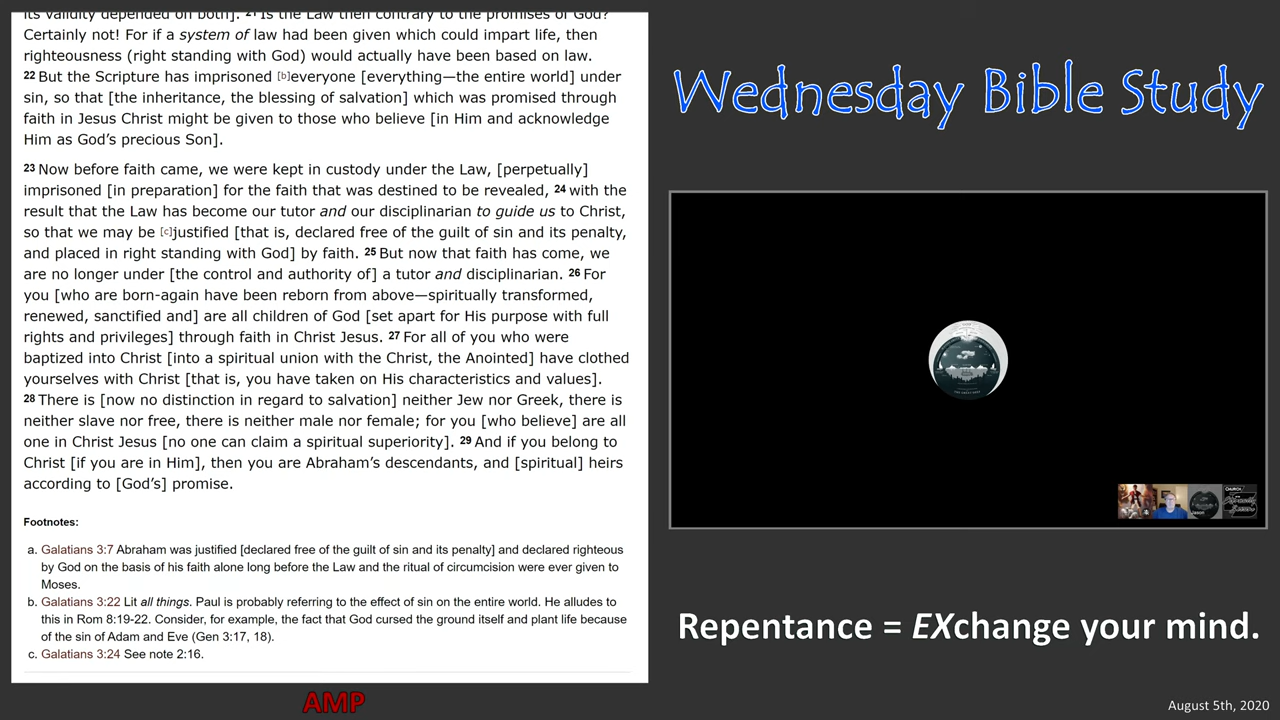 its validity depended on both]. 21 Is the Law then contrary to the promises of God?
Certainly not! For if a system of law had been given which could impart life, then
righteousness (right standing with God) would actually have been based on law.
22 But the Scripture has imprisoned [b]everyone [everything—the entire world] under
sin, so that [the inheritance, the blessing of salvation] which was promised through
faith in Jesus Christ might be given to those who believe [in Him and acknowledge
Him as God’s precious Son].
23 Now before faith came, we were kept in custody under the Law, [perpetually]
imprisoned [in preparation] for the faith that was destined to be revealed, 24 with the
result that the Law has become our tutor and our disciplinarian to guide us to Christ,
so that we may be [c]justified [that is, declared free of the guilt of sin and its penalty,
and placed in right standing with God] by faith. 25 But now that faith has come, we
are no longer under [the control and authority of] a tutor and disciplinarian. 26 For
you [who are born-again have been reborn from above—spiritually transformed,
renewed, sanctified and] are all children of God [set apart for His purpose with full
rights and privileges] through faith in Christ Jesus. 27 For all of you who were
baptized into Christ [into a spiritual union with the Christ, the Anointed] have clothed
yourselves with Christ [that is, you have taken on His characteristics and values].
28 There is [now no distinction in regard to salvation] neither Jew nor Greek, there is
neither slave nor free, there is neither male nor female; for you [who believe] are all
one in Christ Jesus [no one can claim a spiritual superiority]. 29 And if you belong to
Christ [if you are in Him], then you are Abraham’s descendants, and [spiritual] heirs
according to [God’s] promise.
Footnotes:
a. Galatians 3:7 Abraham was justified [declared free of the guilt of sin and its penalty] and declared righteous
by God on the basis of his faith alone long before the Law and the ritual of circumcision were ever given to
Moses.
b. Galatians 3:22 Lit all things. Paul is probably referring to the effect of sin on the entire world. He alludes to
this in Rom 8:19-22. Consider, for example, the fact that God cursed the ground itself and plant life because
of the sin of Adam and Eve (Gen 3:17, 18).
c. Galatians 3:24 See note 2:16.
AMP
Wednesday Bible Study
Jason
CHURCH
Repentance = EXchange your mind.
August 5th, 2020